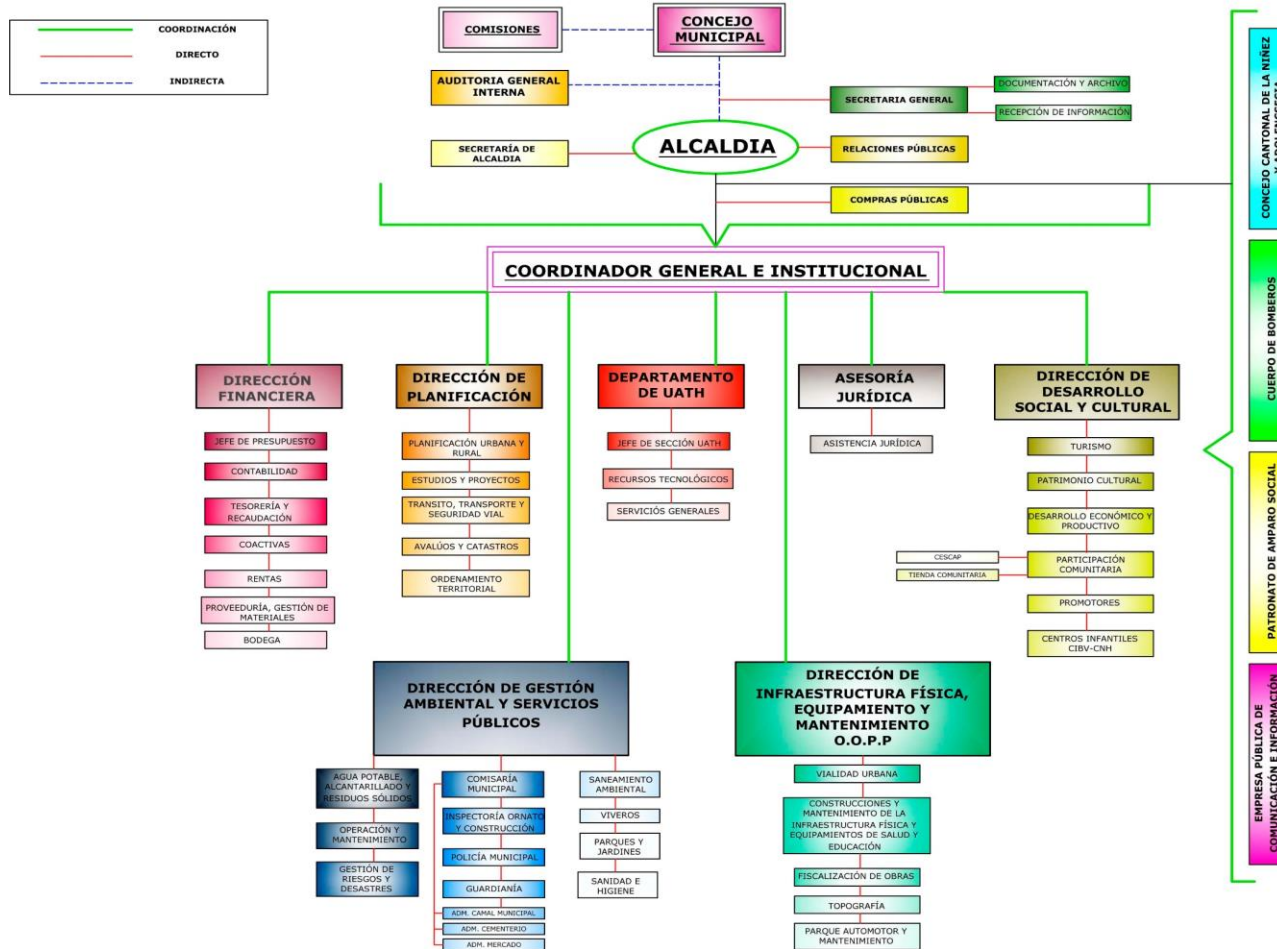 COORDINACIÓN
DIRECTO
INDIRECTA
COMISIONES
CONCEJO
MUNICIPAL
AUDITORIA GENERAL
INTERNA
SECRETARIA GENERAL
DOCUMENTACIÓN Y ARCHIVO
RECEPCIÓN DE INFORMACIÓN
SECRETARÍA DE
ALCALDIA
ALCALDIA
RELACIONES PÚBLICAS
COMPRAS PÚBLICAS
COORDINADOR GENERAL E INSTITUCIONAL
DIRECCIÓN
FINANCIERA
JEFE DE PRESUPUESTO
CONTABILIDAD
TESORERÍA Y
RECAUDACIÓN
COACTIVAS
RENTAS
PROVEEDURÍA, GESTIÓN DE
MATERIALES
BODEGA
DIRECCIÓN DE
PLANIFICACIÓN
PLANIFICACIÓN URBANA Y
RURAL
ESTUDIOS Y PROYECTOS
TRANSITO, TRANSPORTE Y
SEGURIDAD VIAL
AVALÚOS Y CATASTROS
ORDENAMIENTO
TERRITORIAL
DEPARTAMENTO
DE UATH
JEFE DE SECCIÓN UATH
RECURSOS TECNOLÓGICOS
SERVICIÓS GENERALES
ASESORÍA
JURÍDICA
ASISTENCIA JURÍDICA
DIRECCIÓN DE
DESARROLLO
SOCIAL Y CULTURAL
TURISMO
PATRIMONIO CULTURAL
DESARROLLO ECONÓMICO Y
PRODUCTIVO
CESCAP
TIENDA COMUNITARIA
PARTICIPACIÓN
COMUNITARIA
PROMOTORES
CENTROS INFANTILES
CIBV-CNH
DIRECCIÓN DE GESTIÓN
AMBIENTAL Y SERVICIOS
PÚBLICOS
AGUA POTABLE,
ALCANTARILLADO Y
RESIDUOS SÓLIDOS
OPERACIÓN Y
MANTENIMIENTO
GESTIÓN DE
RIESGOS Y
DESASTRES
COMISARÍA
MUNICIPAL
INSPECTORÍA ORNATO
Y CONSTRUCCIÓN
POLICÍA MUNICIPAL
GUARDIANÍA
ADM. CAMAL MUNICIPAL
ADM. CEMENTERIO
ADM. MERCADO
SANEAMIENTO
AMBIENTAL
VIVEROS
PARQUES Y
JARDINES
SANIDAD E
HIGIENE
DIRECCIÓN DE
INFRAESTRUCTURA FÍSICA,
EQUIPAMIENTO Y
MANTENIMIENTO
O.O.P.P
VIALIDAD URBANA
CONSTRUCCIONES Y
MANTENIMIENTO DE LA
INFRAESTRUCTURA FÍSICA Y
EQUIPAMIENTOS DE SALUD Y
EDUCACIÓN
FISCALIZACIÓN DE OBRAS
TOPOGRAFÍA
PARQUE AUTOMOTOR Y
MANTENIMIENTO
CONCEJO CANTONAL DE LA NIÑEZ
CUERPO DE BOMBEROS
PATRONATO DE AMPARO SOCIAL
EMPRESA PÚBLICA DE
COMUNICACIÓN E INFORMACIÓN